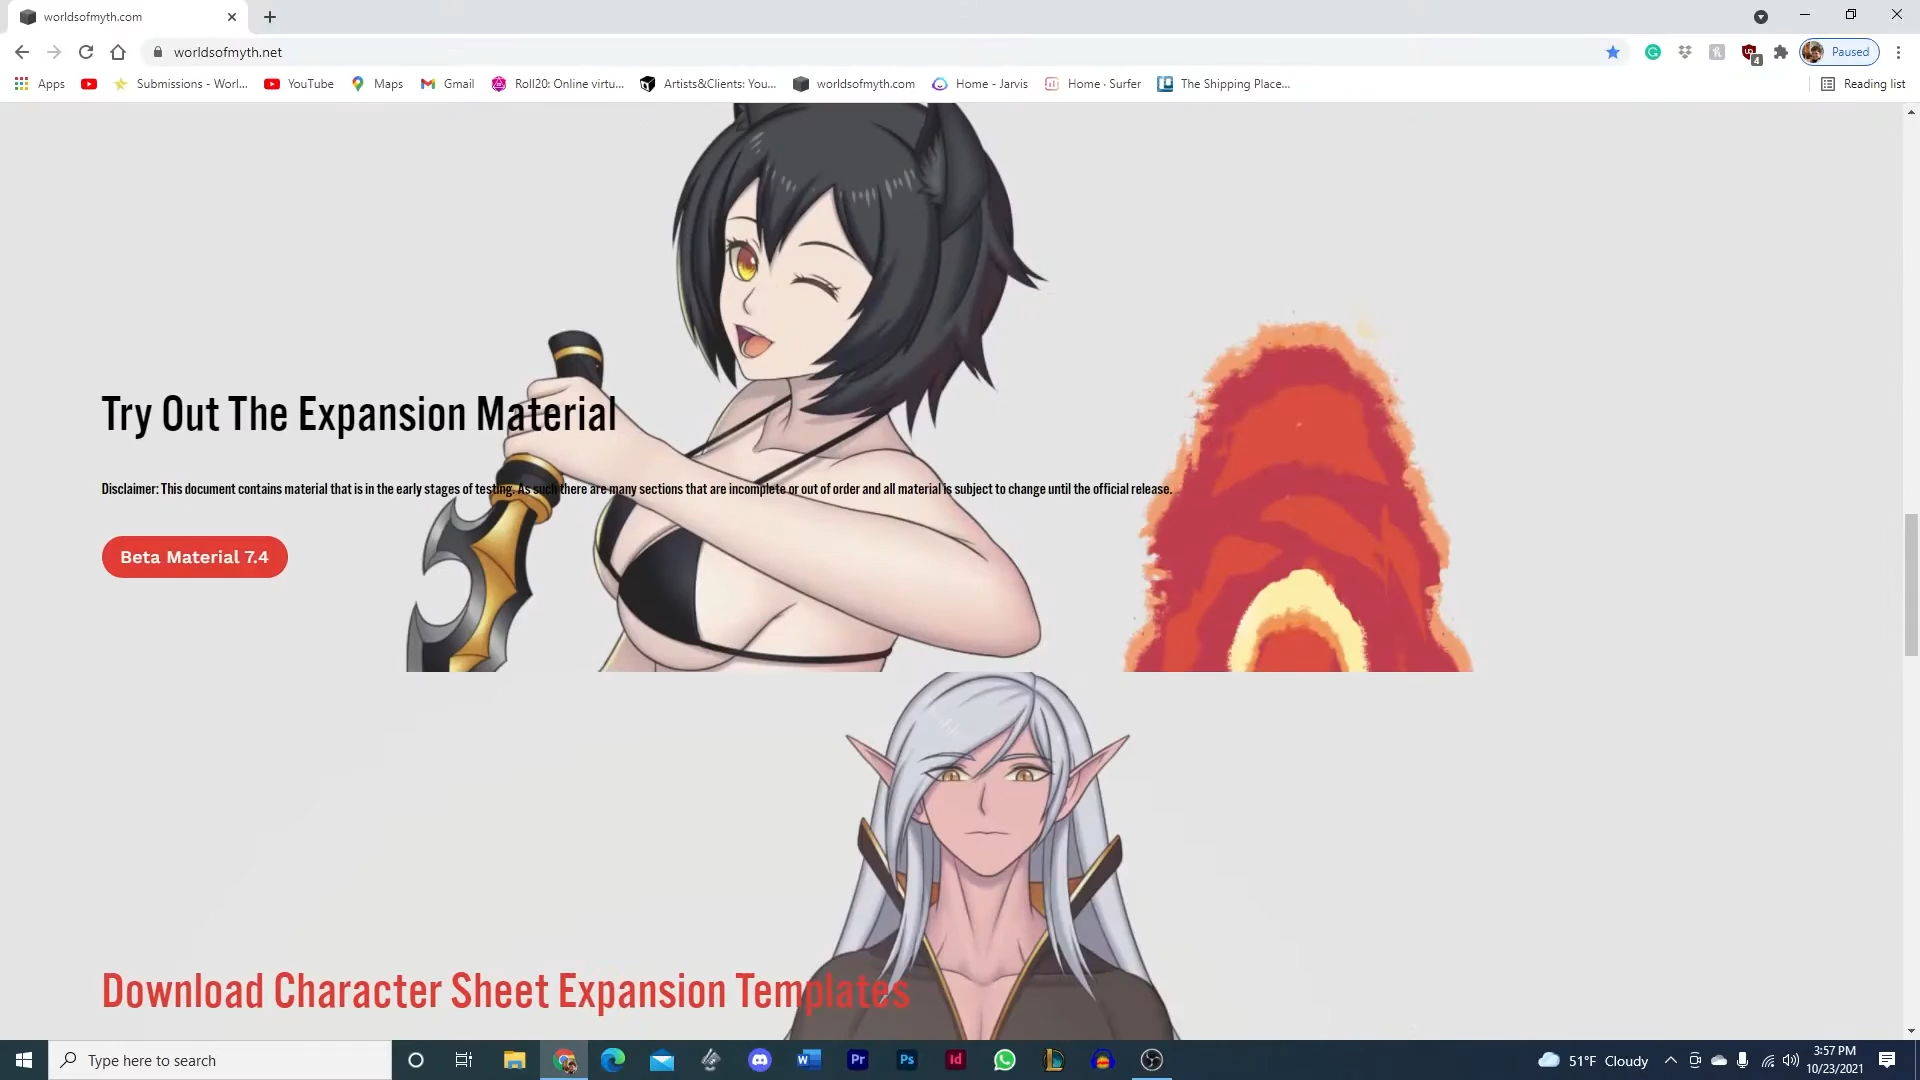 worldsofmyth.com
worldsofmyth.net
Paused
4
Apps
Submissions - Worl...
YouTube
Maps
Gmail
Roll20: Online virtu...
Artists&Clients: You...
worldsofmyth.com
Home - Jarvis
Home · Surfer
The Shipping Place...
Reading list
Try Out The Expansion Material
Disclaimer: This document contains material that is in the early stages of testing. As such there are many sections that are incomplete or out of order and all material is subject to change until the official release.
Beta Material 7.4
Download Character Sheet Expansion Templates
Type here to search
W
Pr
Ps
Id
51°F Cloudy
3:57 PM
10/23/2021